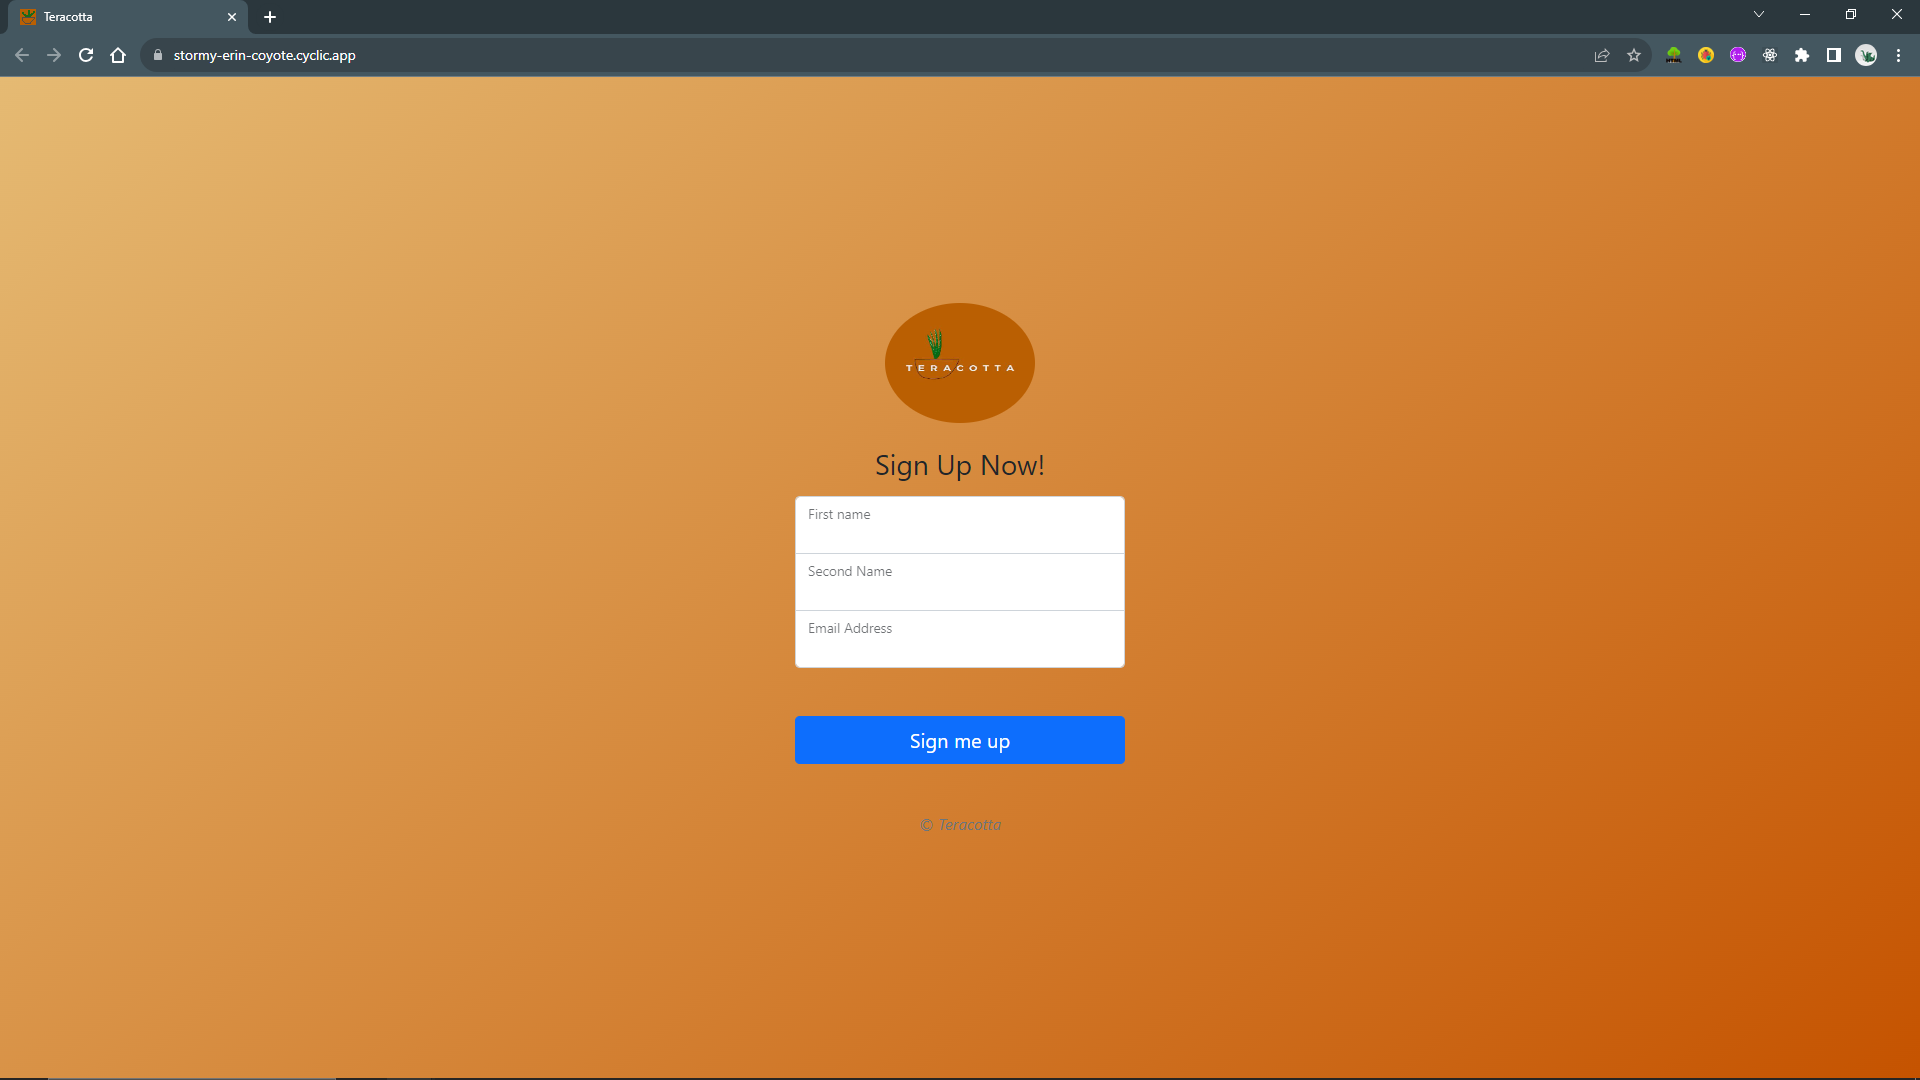 Teracotta
stormy-erin-coyote.cyclic.app
TERACOTTA
Sign Up Now!
First name
Second Name
Email Address
Sign me up
© Teracotta